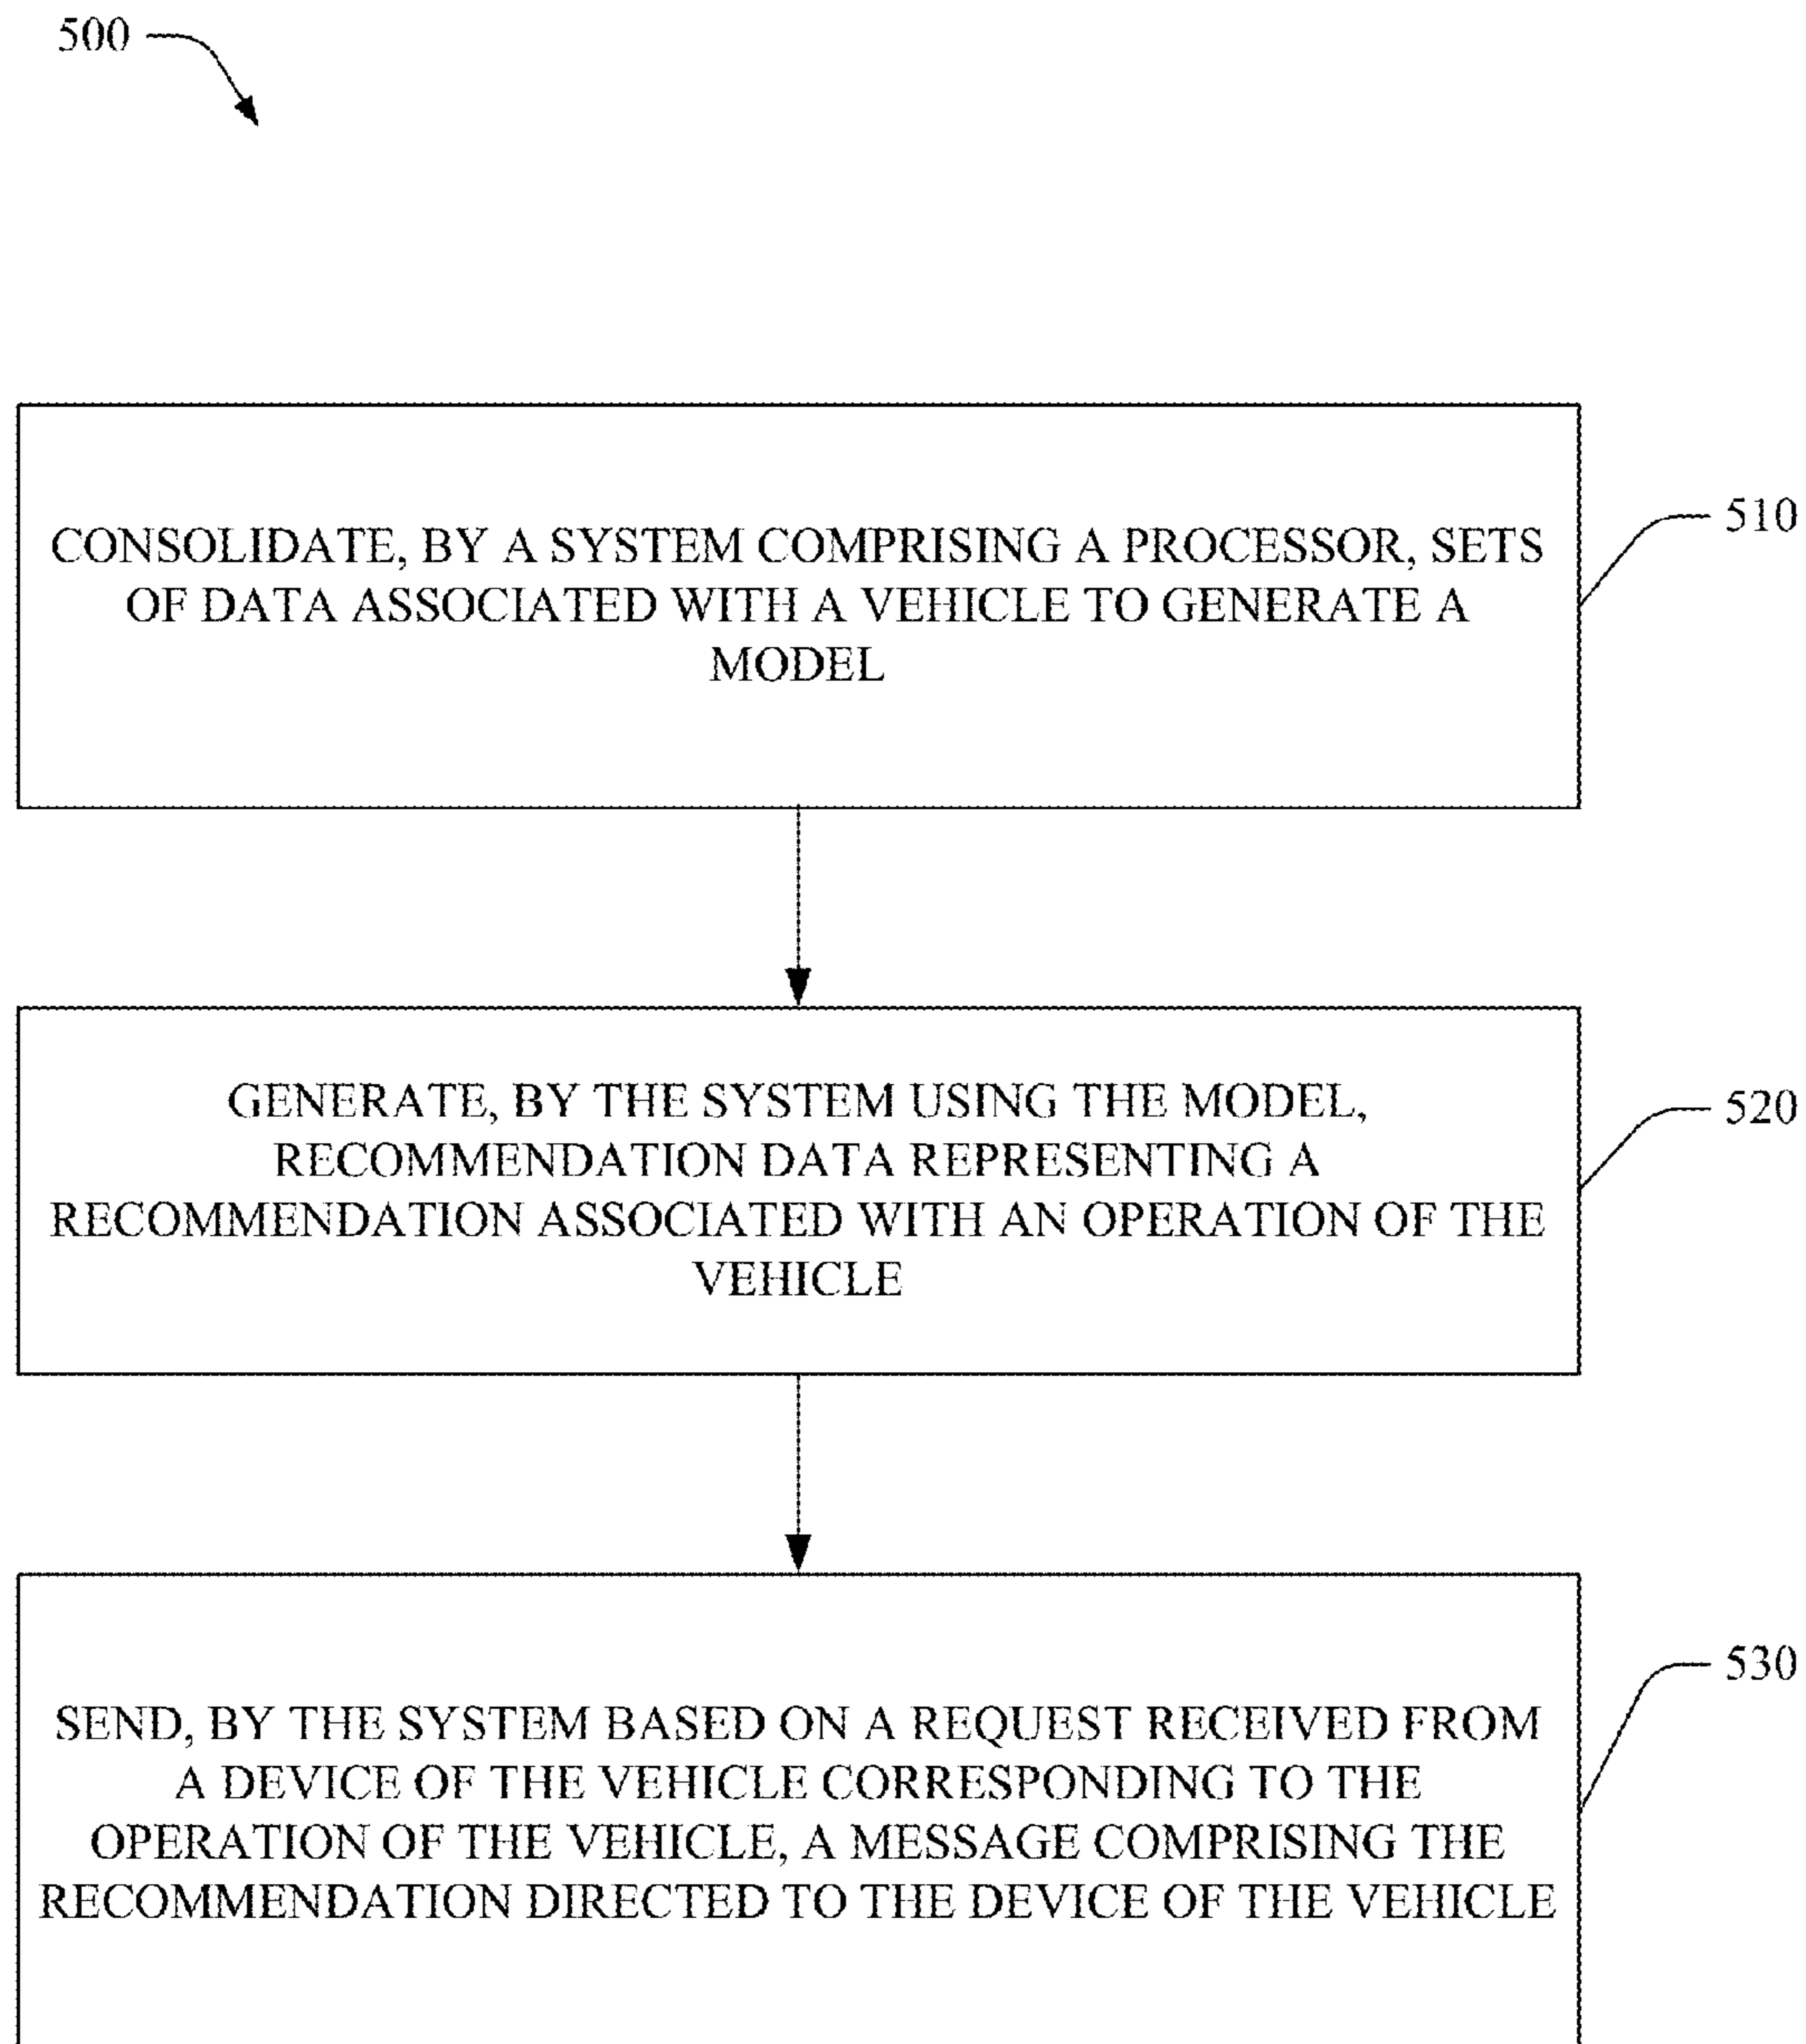 500
CONSOLIDATE, BY A SYSTEM COMPRISING A PROCESSOR, SETS
OF DATA ASSOCIATED WITH A VEHICLE TO GENERATE A
MODEL
510
GENERATE, BY THE SYSTEM USING THE MODEL,
RECOMMENDATION DATA REPRESENTING A
RECOMMENDATION ASSOCIATED WITH AN OPERATION OF THE
VEHICLE
520
SEND, BY THE SYSTEM BASED ON A REQUEST RECEIVED FROM
A DEVICE OF THE VEHICLE CORRESPONDING TO THE
OPERATION OF THE VEHICLE, A MESSAGE COMPRISING THE
RECOMMENDATION DIRECTED TO THE DEVICE OF THE VEHICLE
530